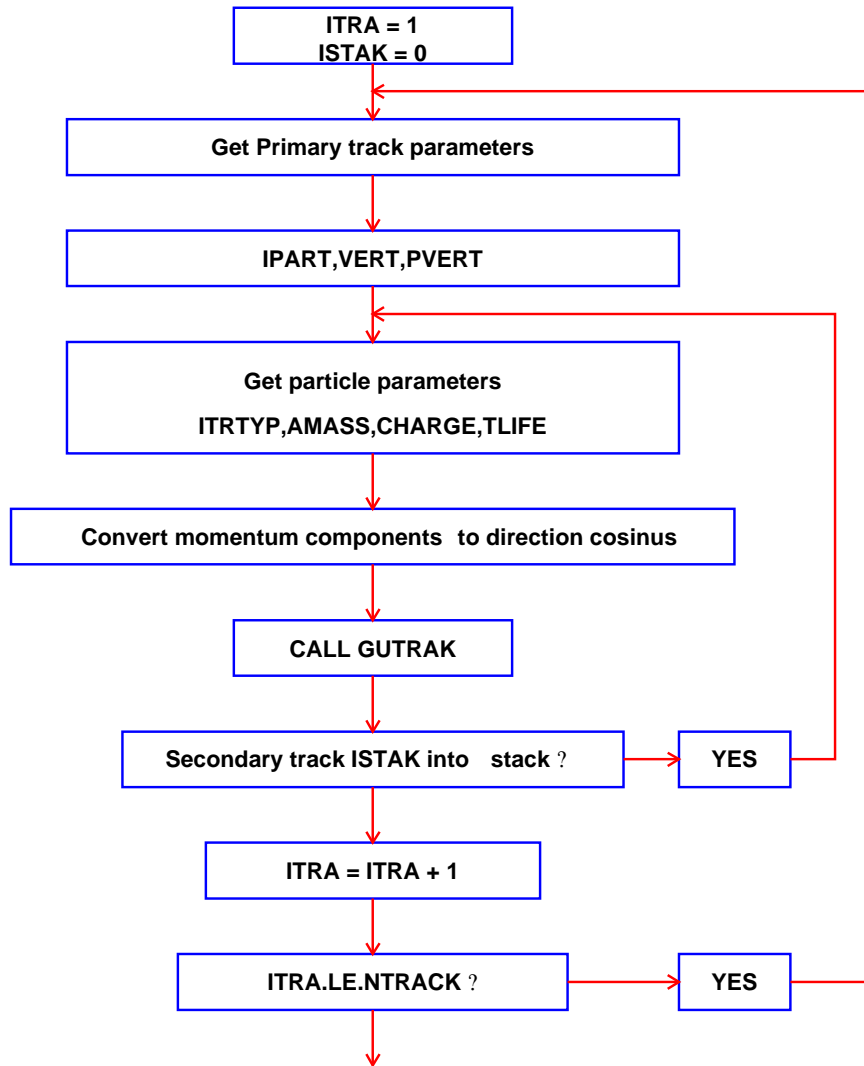 ITRA = 1
ISTAK = 0
Get Primary track parameters
IPART,VERT,PVERT
Get particle parameters
ITRTYP,AMASS,CHARGE,TLIFE
Convert momentum components to direction cosinus
CALL GUTRAK
Secondary track ISTAK into stack ?
YES
ITRA = ITRA + 1
ITRA.LE.NTRACK ?
YES